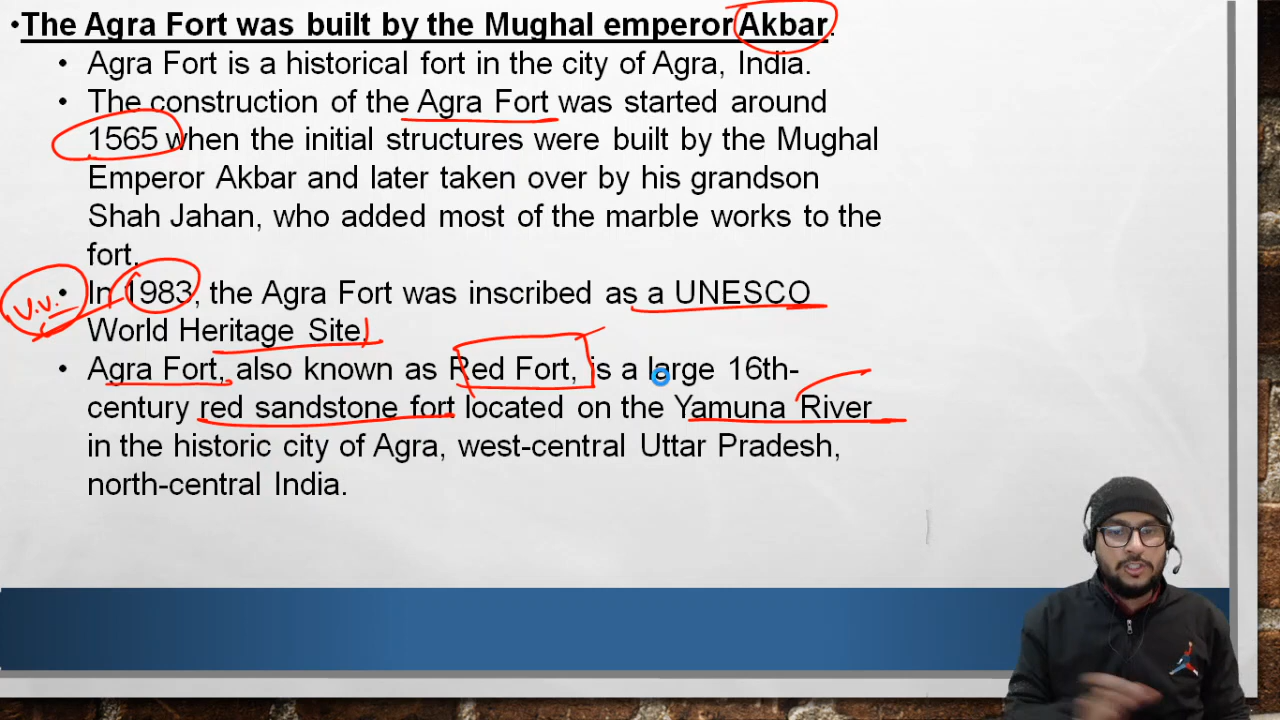 •The Agra Fort was built by the Mughal emperor Akbar.
• Agra Fort is a historical fort in the city of Agra, India.
• The construction of the Agra Fort was started around
1565 when the initial structures were built by the Mughal
Emperor Akbar and later taken over by his grandson
Shah Jahan, who added most of the marble works to the
fort.
v.v.
• In 1983, the Agra Fort was inscribed as a UNESCO
World Heritage Site.
• Agra Fort, also known as Red Fort, is a large 16th-
century red sandstone fort located on the Yamuna River
in the historic city of Agra, west-central Uttar Pradesh,
north-central India.